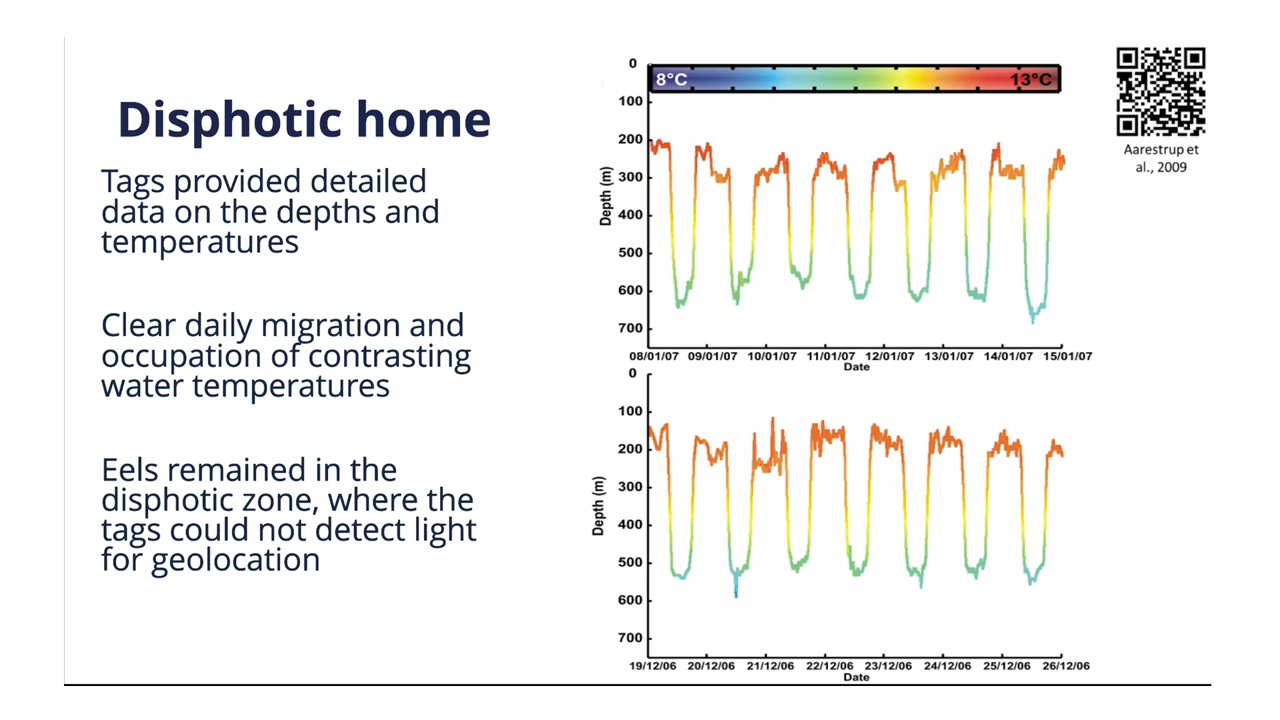 Disphotic home
Tags provided detailed
data on the depths and
temperatures
Clear daily migration and
occupation of contrasting
water temperatures
Eels remained in the
disphotic zone, where the
tags could not detect light
for geolocation
8°C 13°C
0
100
200
300
400
500
600
700
Depth (m)
08/01/07 09/01/07 10/01/07 11/01/07 12/01/07 13/01/07 14/01/07 15/01/07
Date
0
100
200
300
400
500
600
700
Depth (m)
19/12/06 20/12/06 21/12/06 22/12/06 23/12/06 24/12/06 25/12/06 26/12/06
Date
Aarestrup et
al., 2009